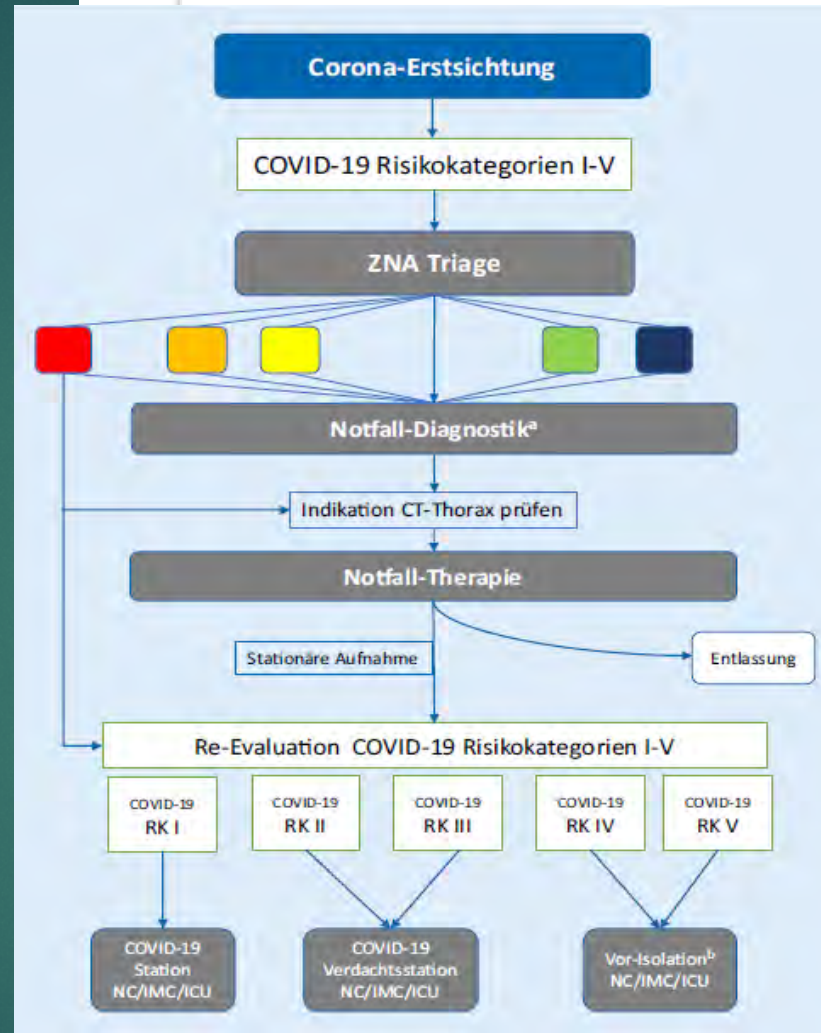 Corona-Erstsichtung
COVID-19 Risikokategorien I-V
ZNA Triage
Notfall-Diagnostikᵃ
Indikation CT-Thorax prüfen
Notfall-Therapie
Stationäre Aufnahme
Entlassung
Re-Evaluation COVID-19 Risikokategorien I-V
COVID-19
RK I
COVID-19
RK II
COVID-19
RK III
COVID-19
RK IV
COVID-19
RK V
COVID-19
Station
NC/IMC/ICU
COVID-19
Verdachtsstation
NC/IMC/ICU
Vor-Isolationᵇ
NC/IMC/ICU